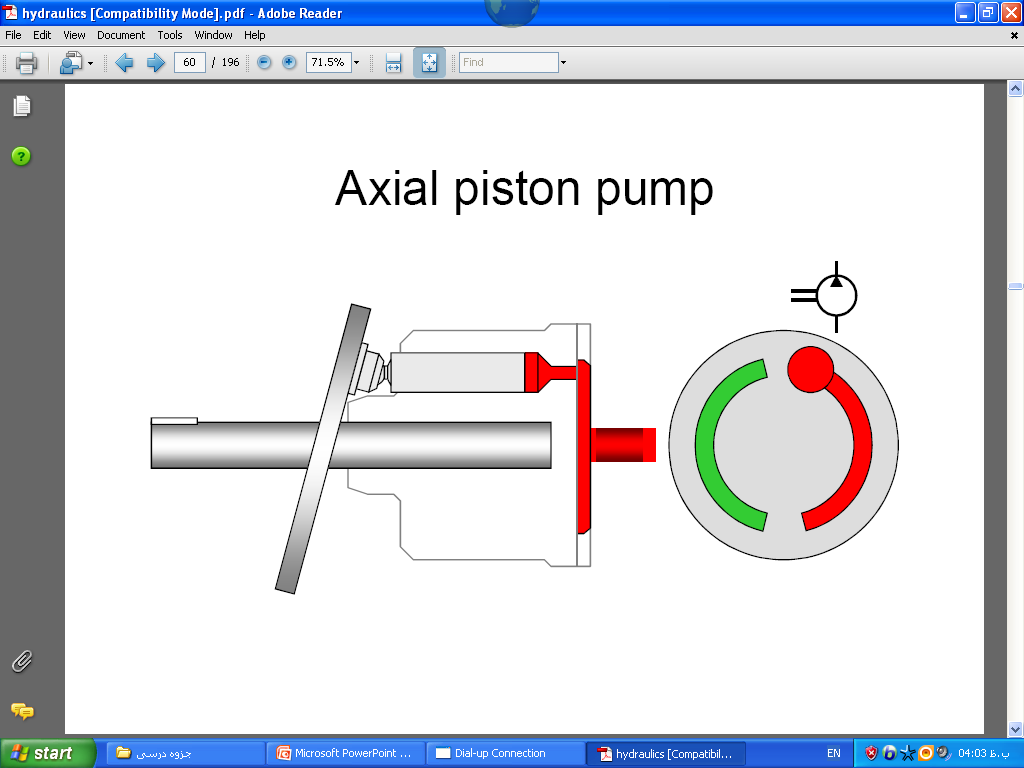 hydraulics [Compatibility Mode].pdf - Adobe Reader
File Edit View Document Tools Window Help
60 / 196 71.5% Find
Axial piston pump
start جزوه درسی Microsoft PowerPoint ... Dial-up Connection hydraulics [Compatibil... EN 04:03 ب.ظ